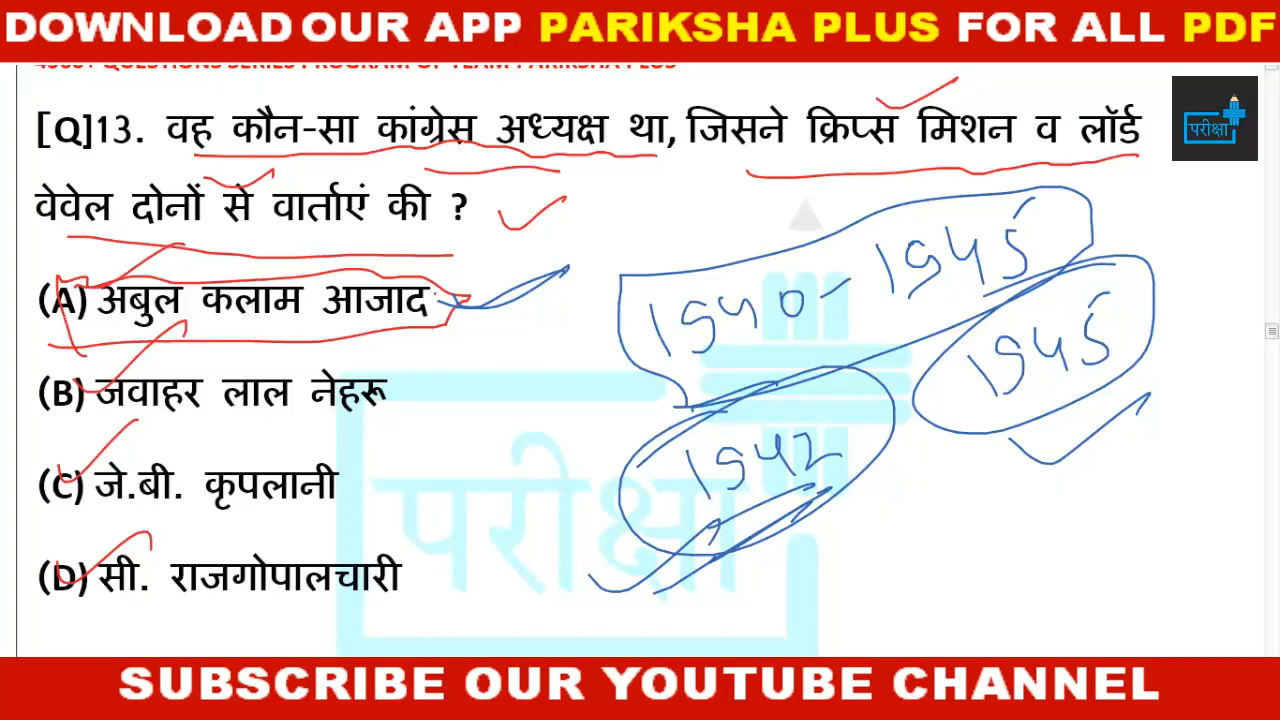 DOWNLOAD OUR APP PARIKSHA PLUS FOR ALL PDF
[Q]13. वह कौन-सा कांग्रेस अध्यक्ष था, जिसने क्रिप्स मिशन व लॉर्ड
वेवेल दोनों से वार्ताएं की ?
(A) अबुल कलाम आजाद
(B) जवाहर लाल नेहरू
(C) जे.बी. कृपलानी
(D) सी. राजगोपालचारी
1940 - 1945
1945
1942
परीक्षा
परीक्षा
SUBSCRIBE OUR YOUTUBE CHANNEL